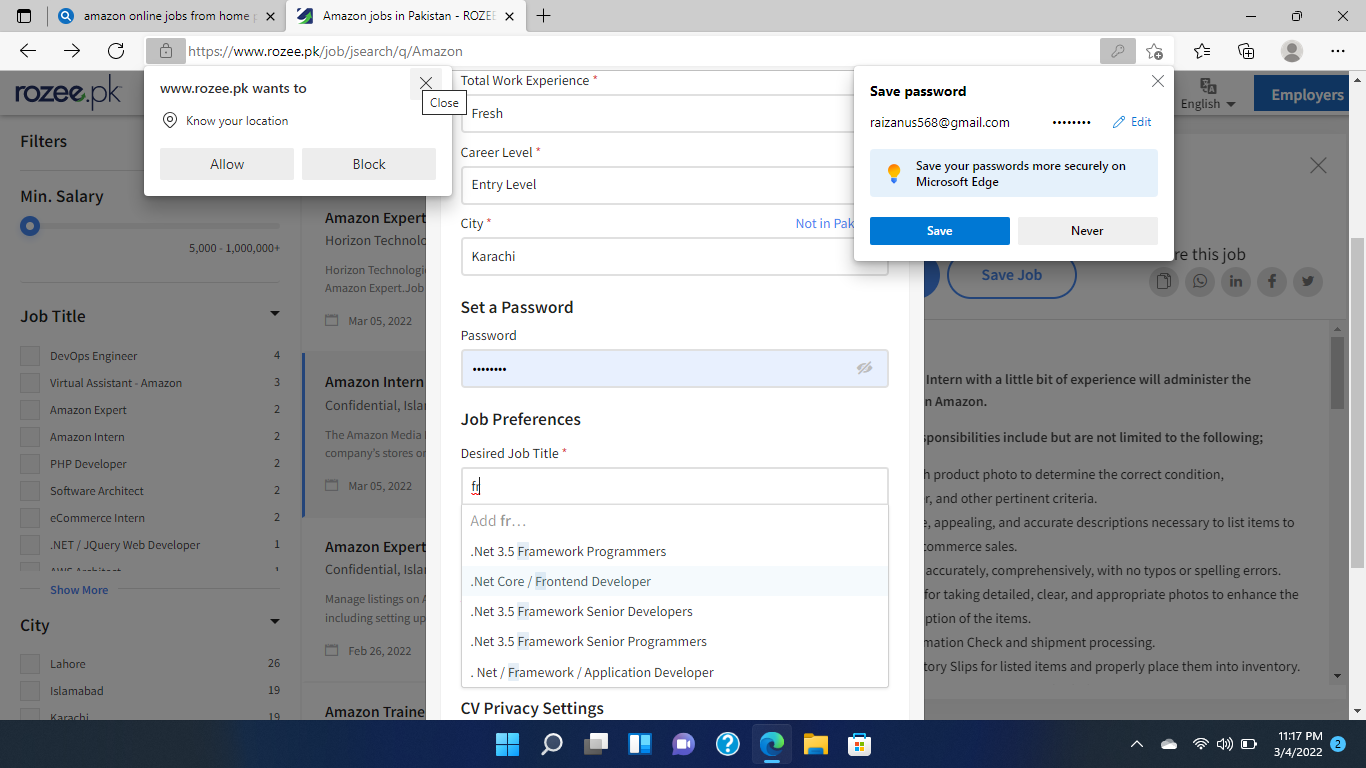 amazon online jobs from home p
Amazon jobs in Pakistan - ROZEE
https://www.rozee.pk/job/jsearch/q/Amazon
rozee.pk
English
Employers
www.rozee.pk wants to
Close
Know your location
Allow
Block
Save password
raizanus568@gmail.com
••••••••
Edit
Save your passwords more securely on
Microsoft Edge
Save
Never
Filters
Min. Salary
5,000 - 1,000,000+
Job Title
DevOps Engineer 4
Virtual Assistant - Amazon 3
Amazon Expert 2
Amazon Intern 2
PHP Developer 2
Software Architect 2
eCommerce Intern 2
.NET / JQuery Web Developer 1
AWS Architect
Show More
City
Lahore 26
Islamabad 19
Karachi 19
Amazon Expert
Horizon Technolo
Horizon Technologi
Amazon Expert.Job
Mar 05, 2022
Amazon Intern
Confidential, Islar
The Amazon Media
company's stores or
Mar 05, 2022
Amazon Expert
Confidential, Islar
Manage listings on A
including setting up
Feb 26, 2022
Amazon Traine
Total Work Experience *
Fresh
Career Level *
Entry Level
City *
Not in Pak
Karachi
Set a Password
Password
••••••••
Job Preferences
Desired Job Title *
fr
Add fr...
.Net 3.5 Framework Programmers
.Net Core / Frontend Developer
.Net 3.5 Framework Senior Developers
.Net 3.5 Framework Senior Programmers
. Net / Framework / Application Developer
CV Privacy Settings
Save Job
re this job
Intern with a little bit of experience will administer the
n Amazon.
sponsibilities include but are not limited to the following;
h product photo to determine the correct condition,
r, and other pertinent criteria.
e, appealing, and accurate descriptions necessary to list items to
commerce sales.
accurately, comprehensively, with no typos or spelling errors.
for taking detailed, clear, and appropriate photos to enhance the
ption of the items.
mation Check and shipment processing.
tory Slips for listed items and properly place them into inventory.
11:17 PM
3/4/2022
2